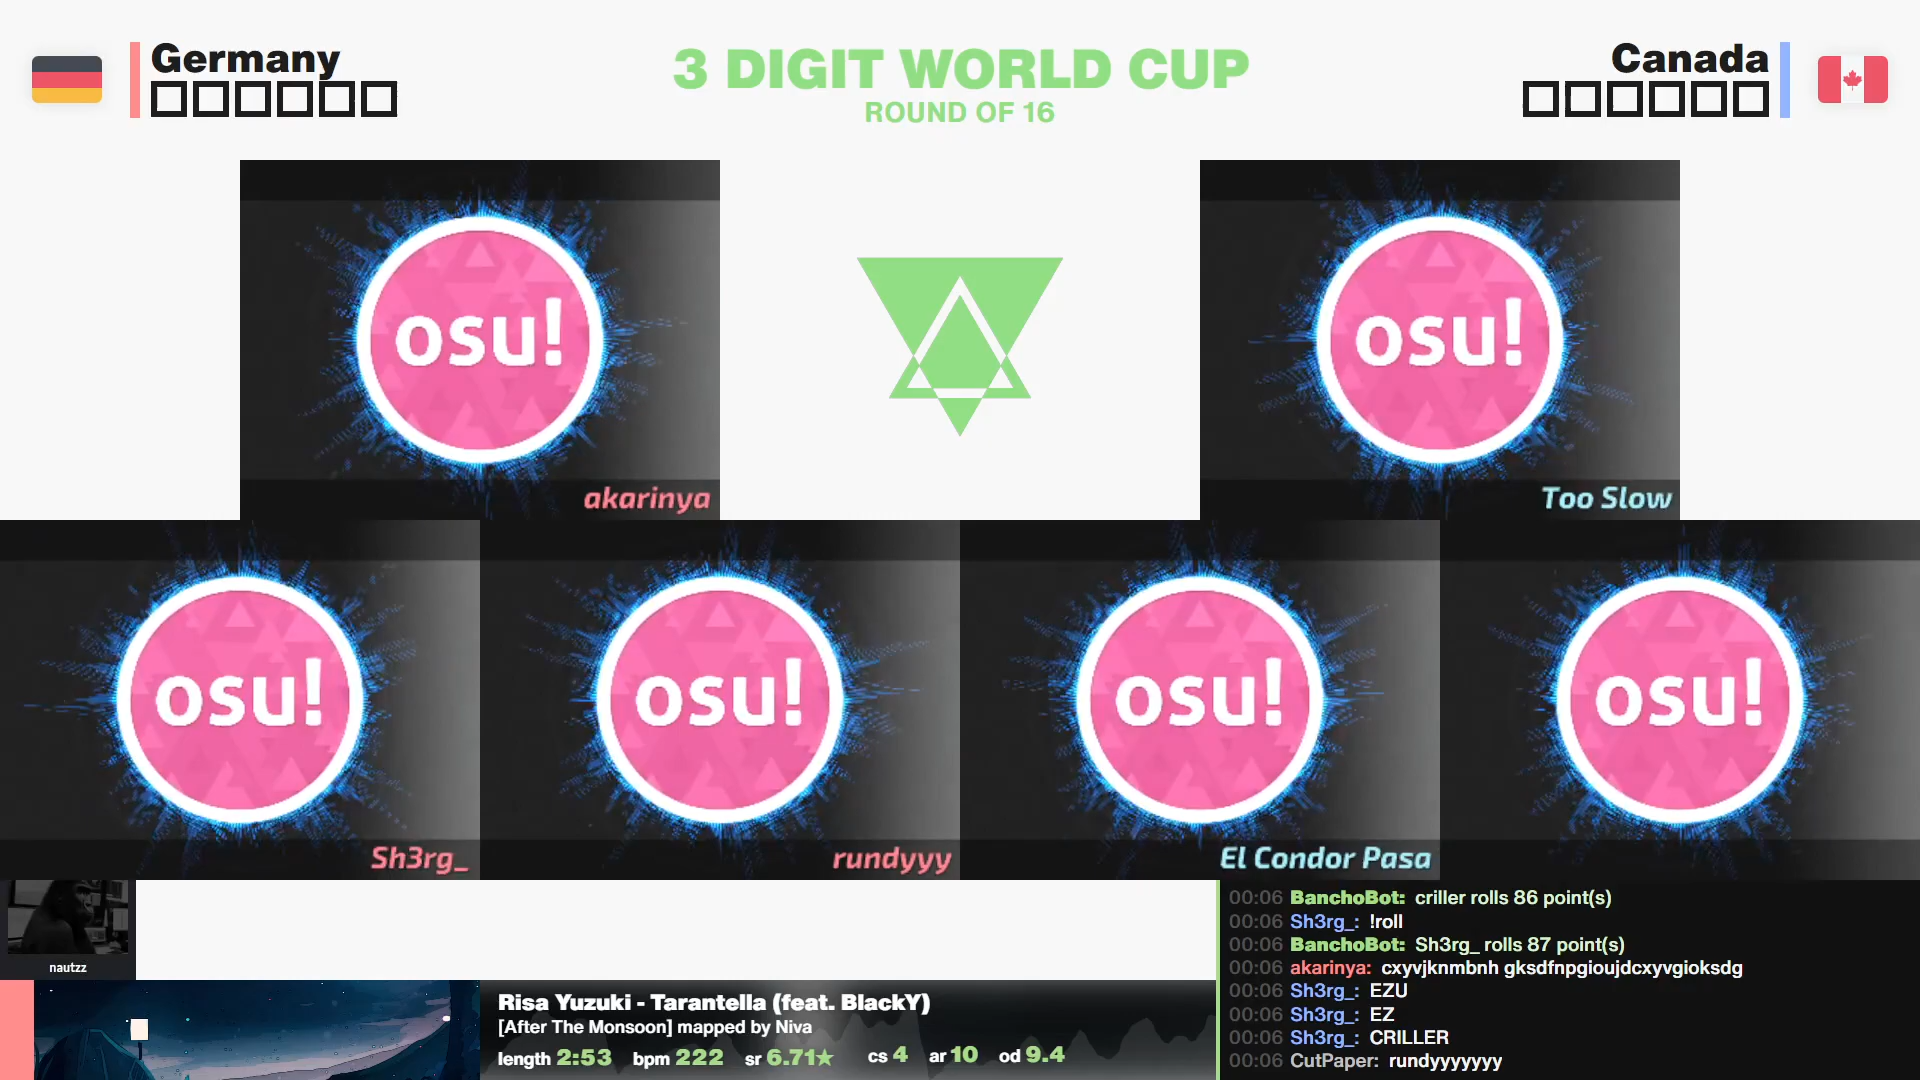 Germany
3 DIGIT WORLD CUP
ROUND OF 16
Canada
osu!
akarinya
osu!
Too Slow
osu!
Sh3rg_
osu!
rundyyy
osu!
El Condor Pasa
osu!
nautzz
Risa Yuzuki - Tarantella (feat. BlackY)
[After The Monsoon] mapped by Niva
length 2:53 bpm 222 sr 6.71★ cs 4 ar 10 od 9.4
00:06 BanchoBot: criller rolls 86 point(s)
00:06 Sh3rg_: !roll
00:06 BanchoBot: Sh3rg_ rolls 87 point(s)
00:06 akarinya: cxyvjknmbnh gksdfnpgioujdcxyvgioksdg
00:06 Sh3rg_: EZU
00:06 Sh3rg_: EZ
00:06 Sh3rg_: CRILLER
00:06 CutPaper: rundyyyyyyy